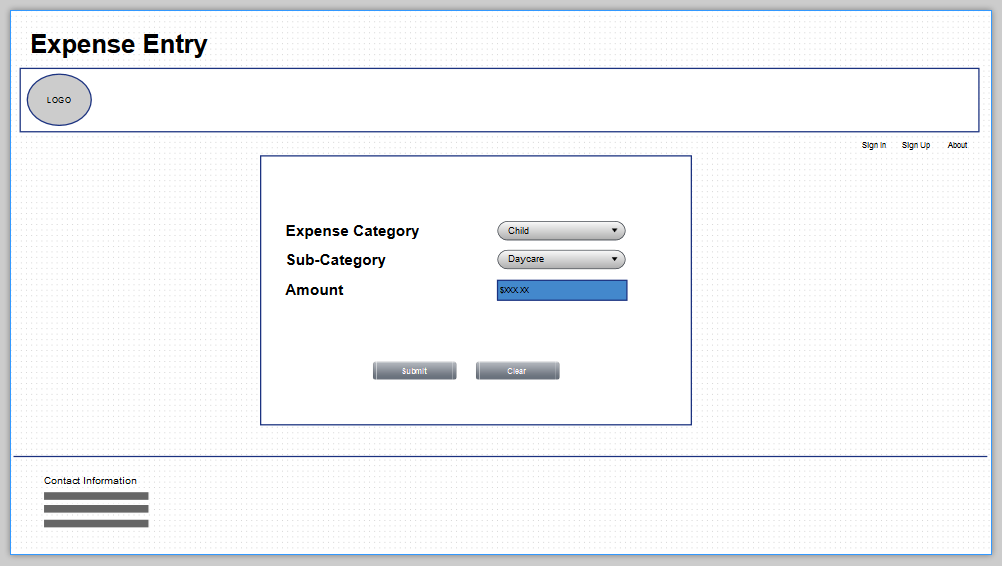 Expense Entry
LOGO
Sign In Sign Up About
Expense Category Child
Sub-Category Daycare
Amount $XXX.XX
Submit Clear
Contact Information